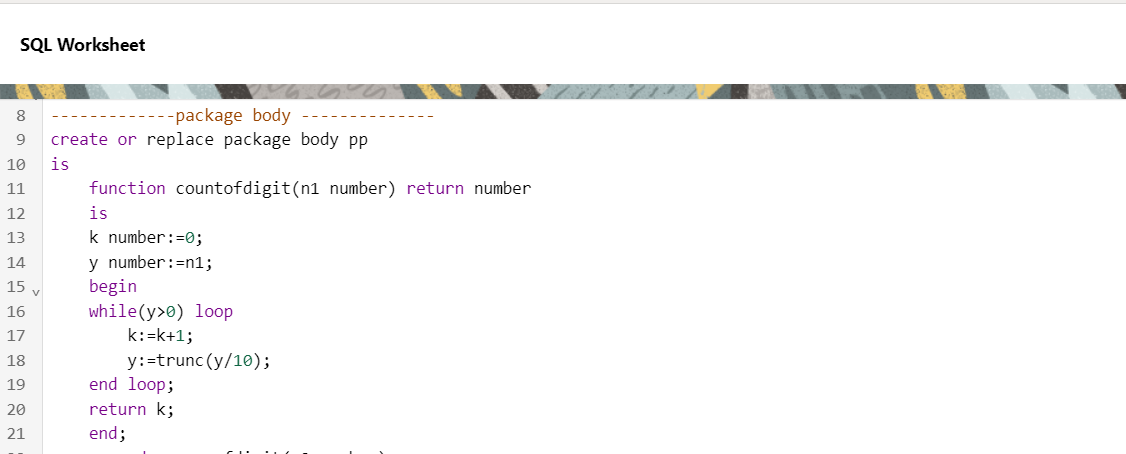 SQL Worksheet
8 -------------package body --------------
9 create or replace package body pp
10 is
11 function countofdigit(n1 number) return number
12 is
13 k number:=0;
14 y number:=n1;
15 begin
16 while(y>0) loop
17 k:=k+1;
18 y:=trunc(y/10);
19 end loop;
20 return k;
21 end;